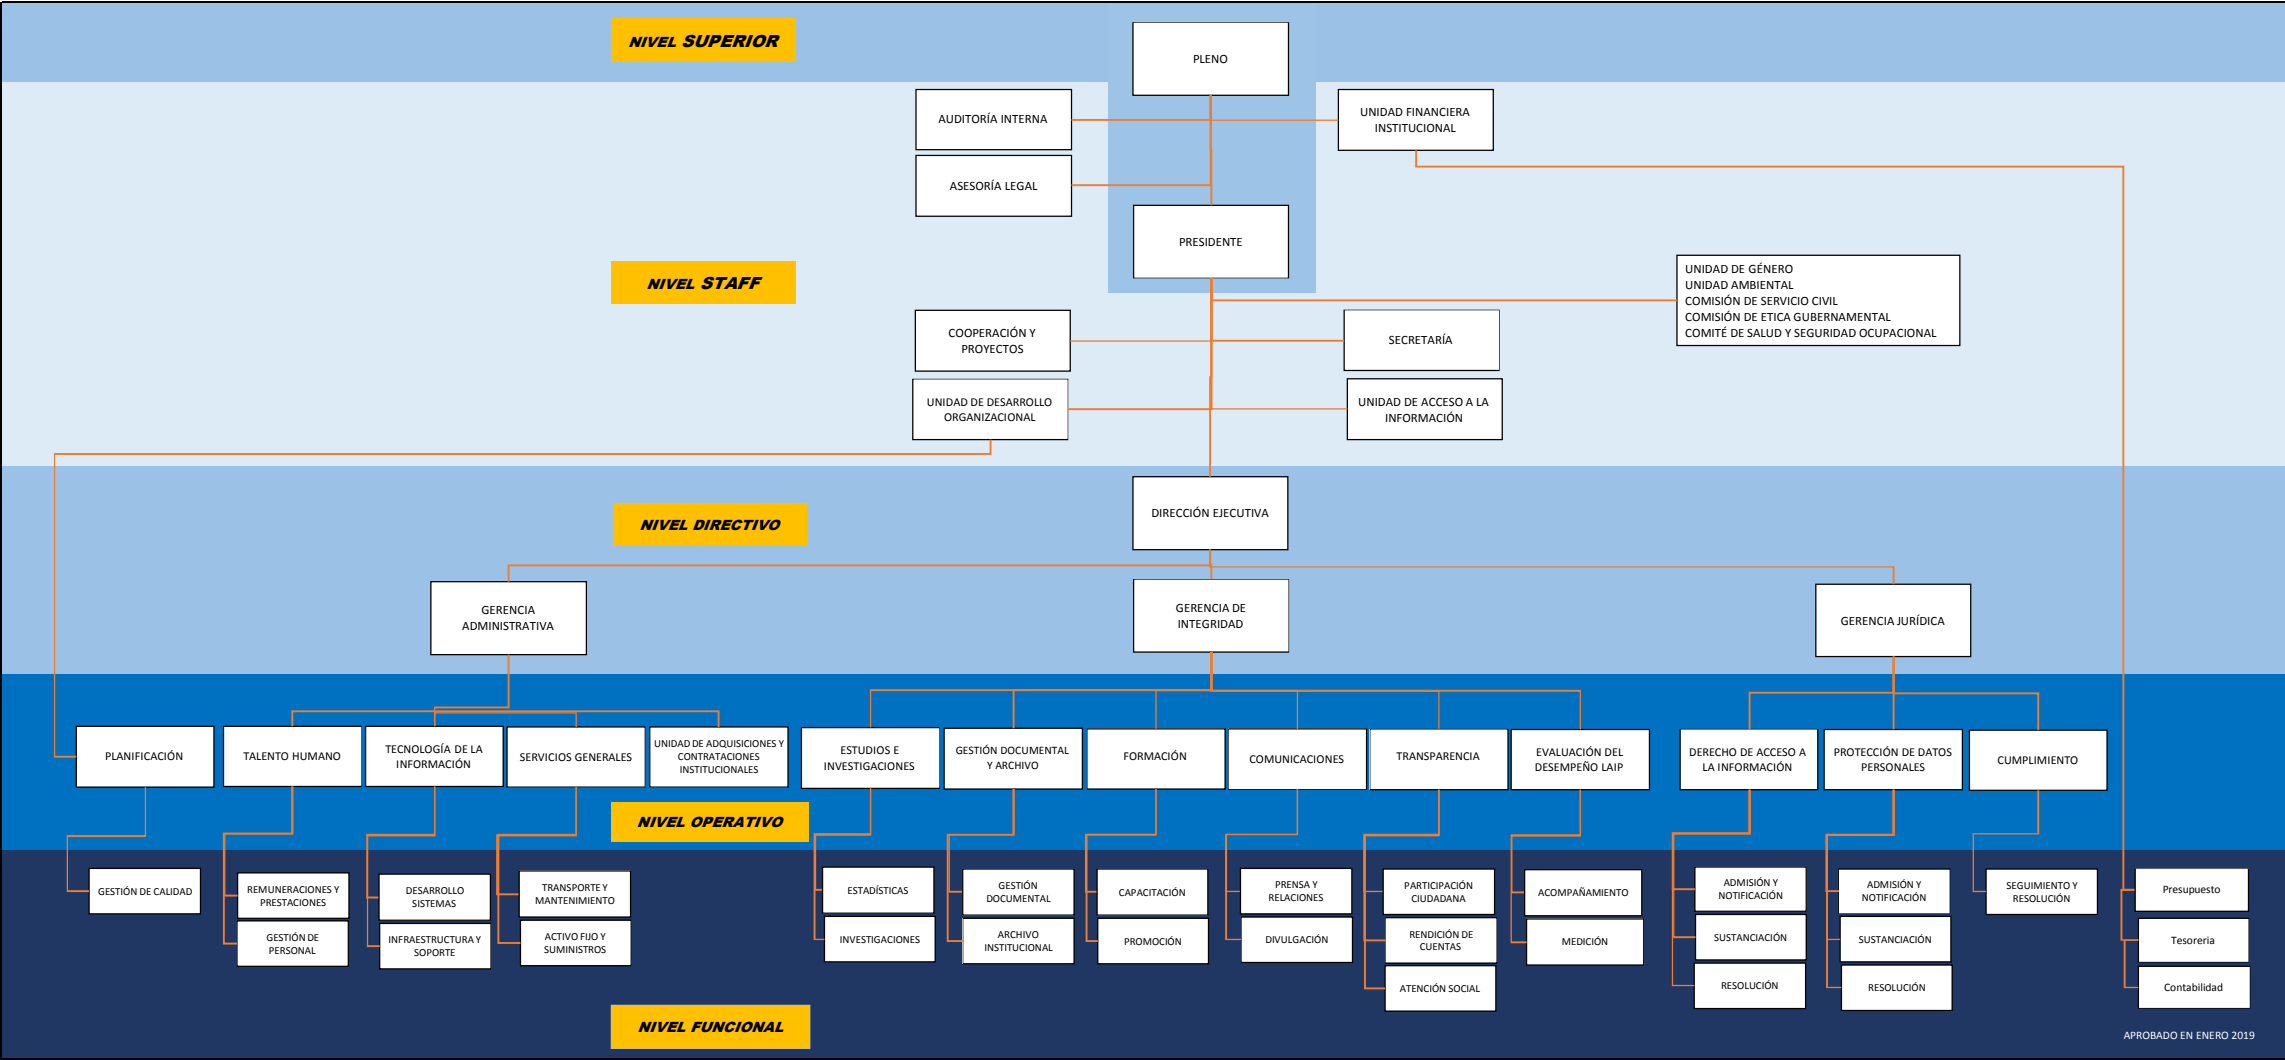 NIVEL SUPERIOR
PLENO
AUDITORÍA INTERNA
UNIDAD FINANCIERA
INSTITUCIONAL
ASESORÍA LEGAL
PRESIDENTE
NIVEL STAFF
UNIDAD DE GÉNERO
UNIDAD AMBIENTAL
COMISIÓN DE SERVICIO CIVIL
COMISIÓN DE ETICA GUBERNAMENTAL
COMITÉ DE SALUD Y SEGURIDAD OCUPACIONAL
COOPERACIÓN Y
PROYECTOS
SECRETARÍA
UNIDAD DE DESARROLLO
ORGANIZACIONAL
UNIDAD DE ACCESO A LA
INFORMACIÓN
NIVEL DIRECTIVO
DIRECCIÓN EJECUTIVA
GERENCIA
ADMINISTRATIVA
GERENCIA DE
INTEGRIDAD
GERENCIA JURÍDICA
PLANIFICACIÓN
TALENTO HUMANO
TECNOLOGÍA DE LA
INFORMACIÓN
SERVICIOS GENERALES
UNIDAD DE ADQUISICIONES Y
CONTRATACIONES
INSTITUCIONALES
ESTUDIOS E
INVESTIGACIONES
GESTIÓN DOCUMENTAL
Y ARCHIVO
FORMACIÓN
COMUNICACIONES
TRANSPARENCIA
EVALUACIÓN DEL
DESEMPEÑO LAIP
DERECHO DE ACCESO A
LA INFORMACIÓN
PROTECCIÓN DE DATOS
PERSONALES
CUMPLIMIENTO
NIVEL OPERATIVO
GESTIÓN DE CALIDAD
REMUNERACIONES Y
PRESTACIONES
GESTIÓN DE
PERSONAL
DESARROLLO
SISTEMAS
INFRAESTRUCTURA Y
SOPORTE
TRANSPORTE Y
MANTENIMIENTO
ACTIVO FIJO Y
SUMINISTROS
ESTADÍSTICAS
INVESTIGACIONES
GESTIÓN
DOCUMENTAL
ARCHIVO
INSTITUCIONAL
CAPACITACIÓN
PROMOCIÓN
PRENSA Y
RELACIONES
DIVULGACIÓN
PARTICIPACIÓN
CIUDADANA
RENDICIÓN DE
CUENTAS
ATENCIÓN SOCIAL
ACOMPAÑAMIENTO
MEDICIÓN
ADMISIÓN Y
NOTIFICACIÓN
SUSTANCIACIÓN
RESOLUCIÓN
ADMISIÓN Y
NOTIFICACIÓN
SUSTANCIACIÓN
RESOLUCIÓN
SEGUIMIENTO Y
RESOLUCIÓN
Presupuesto
Tesoreria
Contabilidad
NIVEL FUNCIONAL
APROBADO EN ENERO 2019